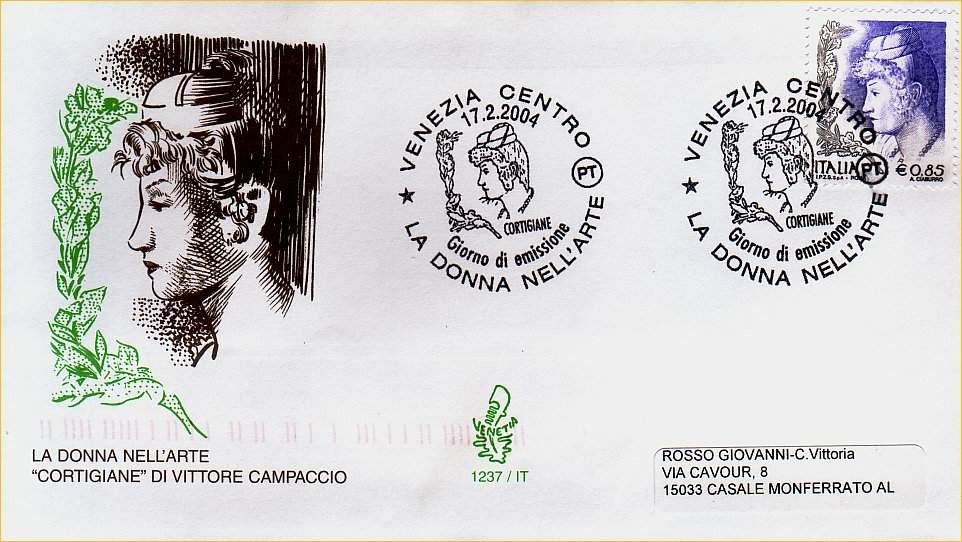 VENEZIA CENTRO
17.2.2004
PT
CORTIGIANE
Giorno di emissione
LA DONNA NELL'ARTE
VENEZIA CENTRO
17.2.2004
PT
CORTIGIANE
Giorno di emissione
LA DONNA NELL'ARTE
ITALIA
€0,85
I.P.Z.S. S.p.A.
A. CIABURRO
LA DONNA NELL'ARTE
“CORTIGIANE” DI VITTORE CAMPACCIO
VENETIA
1237 / IT
ROSSO GIOVANNI-C.Vittoria
VIA CAVOUR, 8
15033 CASALE MONFERRATO AL